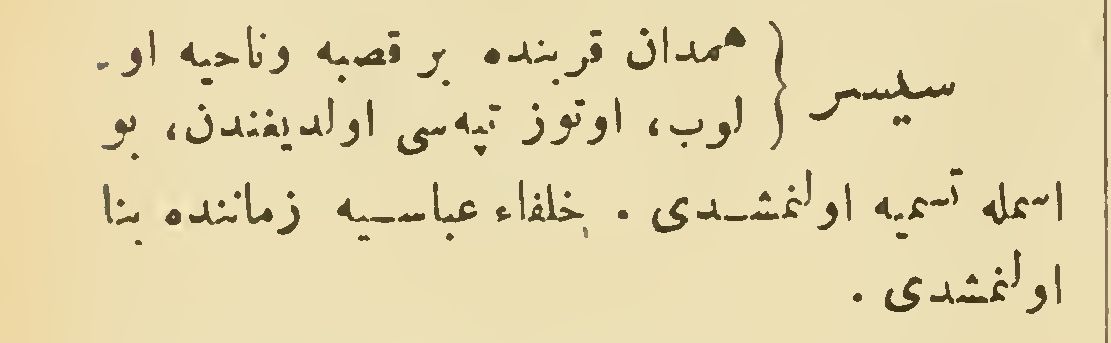 سیسر } همدان قربنده بر قصبه وناحیه او-
لوب، اوتوز تپه‌سی اولدیغندن، بو
اسمله تسمیه اولنمشدی . خلفاء عباسیه زماننده بنا
اولنمشدی .